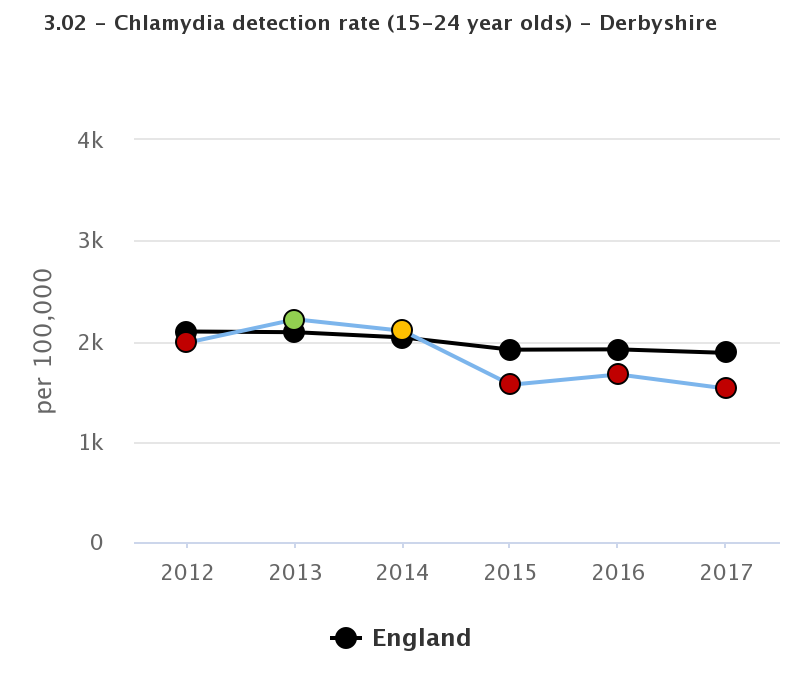 3.02 – Chlamydia detection rate (15–24 year olds) – Derbyshire
4k
3k
2k
1k
0
per 100,000
2012 2013 2014 2015 2016 2017
England